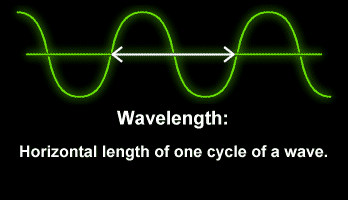 Wavelength:
Horizontal length of one cycle of a wave.